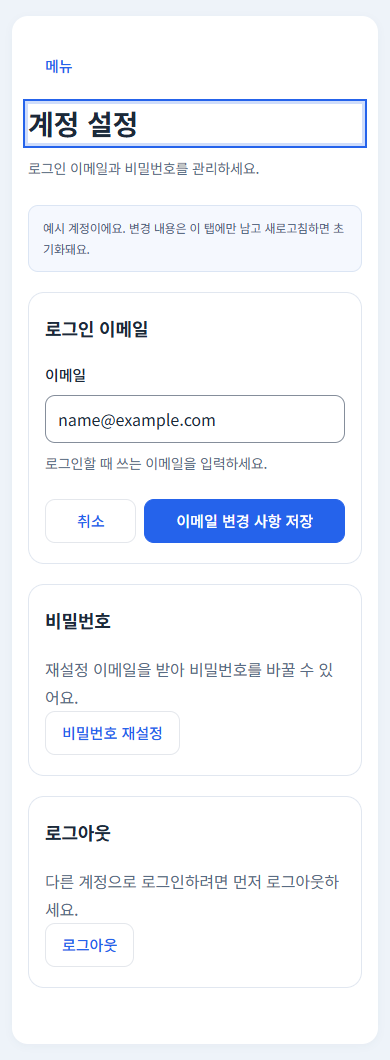 메뉴
계정 설정
로그인 이메일과 비밀번호를 관리하세요.
예시 계정이에요. 변경 내용은 이 탭에만 남고 새로고침하면 초
기화돼요.
로그인 이메일
이메일
name@example.com
로그인할 때 쓰는 이메일을 입력하세요.
취소
이메일 변경 사항 저장
비밀번호
재설정 이메일을 받아 비밀번호를 바꿀 수 있
어요.
비밀번호 재설정
로그아웃
다른 계정으로 로그인하려면 먼저 로그아웃하
세요.
로그아웃